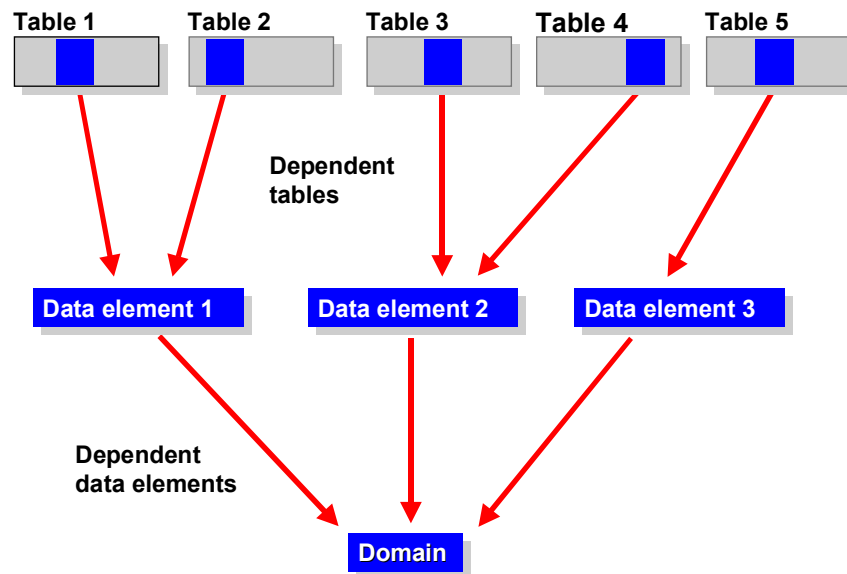 Table 1
Table 2
Table 3
Table 4
Table 5
Dependent
tables
Data element 1
Data element 2
Data element 3
Dependent
data elements
Domain